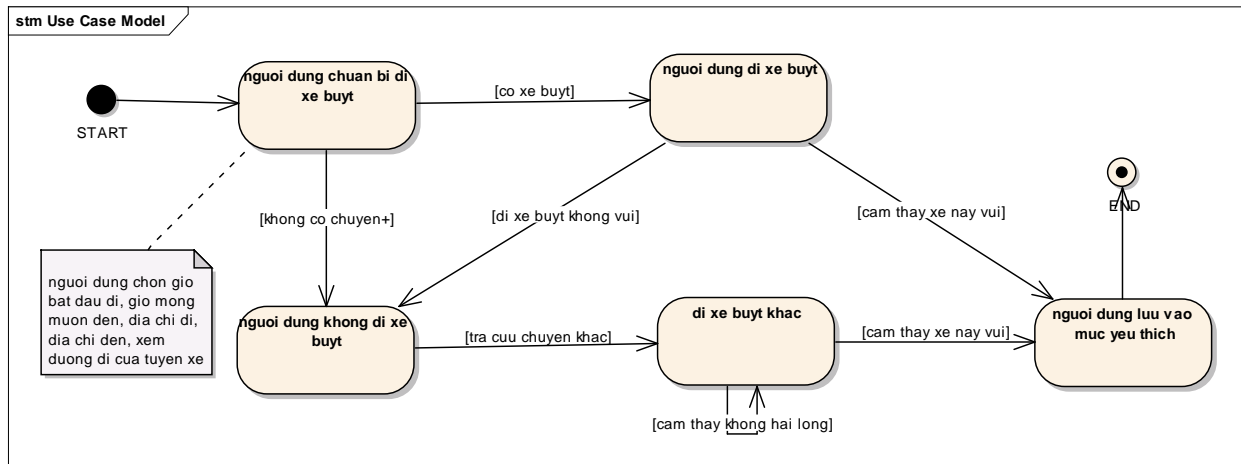 stm Use Case Model
nguoi dung chuan bi di
xe buyt
nguoi dung di xe buyt
[co xe buyt]
START
[khong co chuyen+]
[di xe buyt khong vui]
[cam thay xe nay vui]
END
nguoi dung chon gio
bat dau di, gio mong
muon den, dia chi di,
dia chi den, xem
duong di cua tuyen xe
nguoi dung khong di xe
buyt
[tra cuu chuyen khac]
di xe buyt khac
[cam thay xe nay vui]
nguoi dung luu vao
muc yeu thich
[cam thay khong hai long]